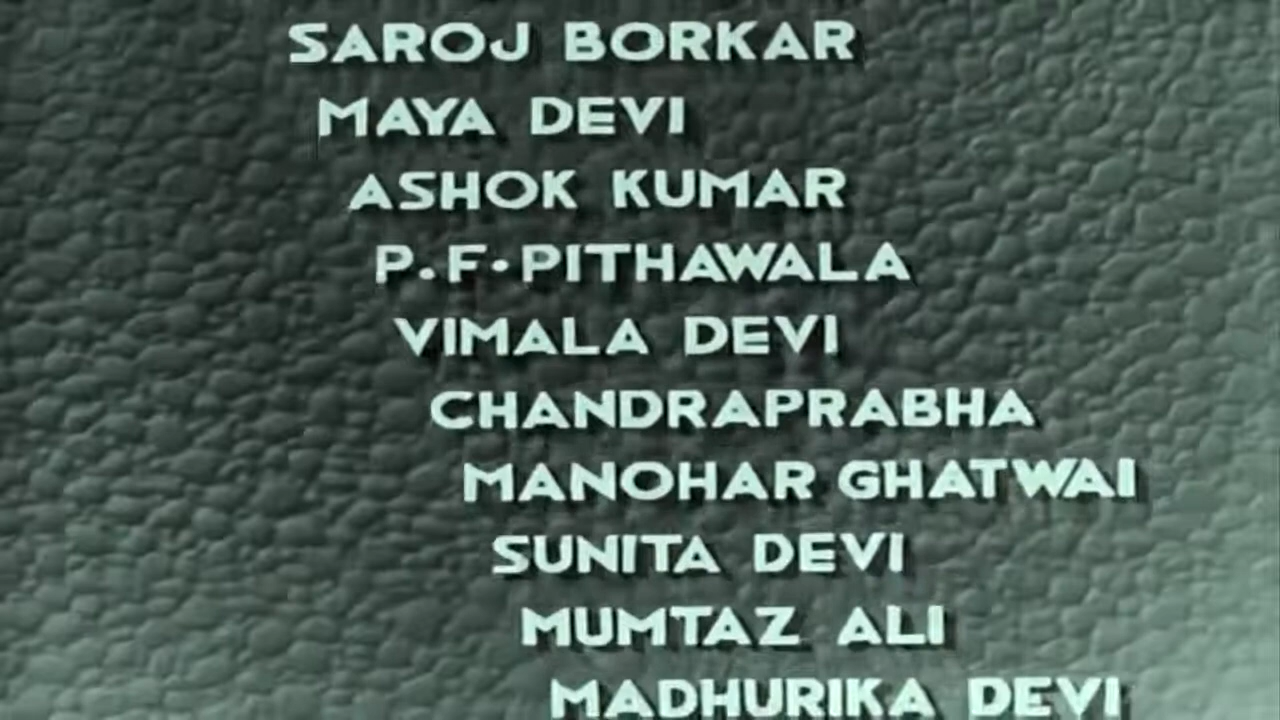 SAROJ BORKAR
MAYA DEVI
ASHOK KUMAR
P.F.PITHAWALA
VIMALA DEVI
CHANDRAPRABHA
MANOHAR GHATWAI
SUNITA DEVI
MUMTAZ ALI
MADHURIKA DEVI